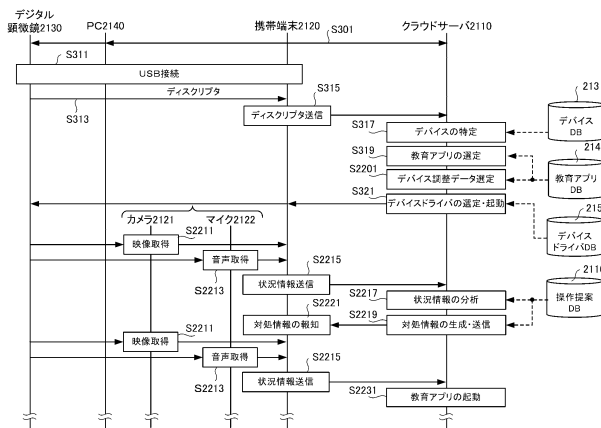 デジタル
顕微鏡2130
PC2140
携帯端末2120
クラウドサーバ2110
S301
S311
USB接続
ディスクリプタ
S313
S315
ディスクリプタ送信
S317
デバイスの特定
213
デバイス
DB
S319
教育アプリの選定
S2201
デバイス調整データ選定
214
教育アプリ
DB
S321
デバイスドライバの選定・起動
215
デバイス
ドライバDB
カメラ2121
マイク2122
S2211
映像取得
音声取得
S2213
S2215
状況情報送信
S2217
状況情報の分析
2116
操作提案
DB
S2221
対処情報の報知
S2219
対処情報の生成・送信
S2211
映像取得
音声取得
S2213
S2215
状況情報送信
S2231
教育アプリの起動